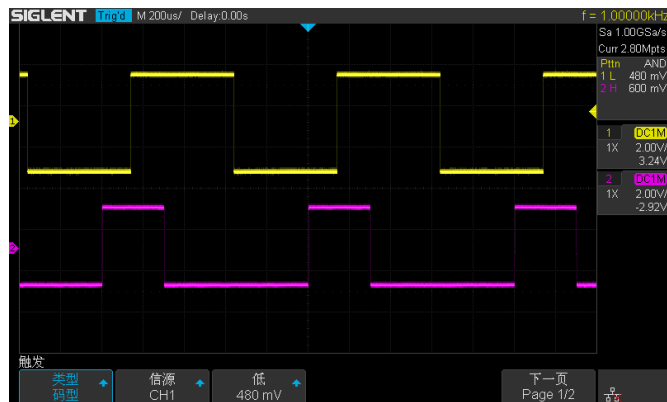 SIGLENT Trig'd M 200us/ Delay:0.00s f = 1.00000kHz
Sa 1.00GSa/s
Curr 2.80Mpts
Pttn AND
1 L 480 mV
2 H 600 mV
1 DC1M
1X 2.00V/
3.24V
2 DC1M
1X 2.00V/
-2.92V
1
2
触发
类型 信源 低 下一页
码型 CH1 480 mV Page 1/2